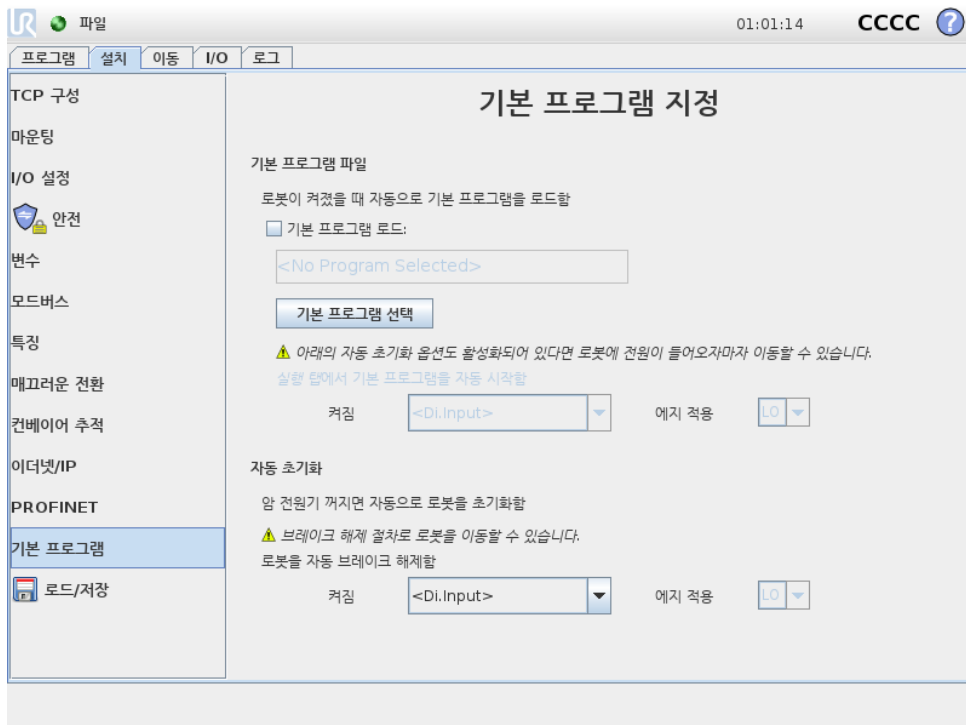 UR 파일 01:01:14 CCCC ?
프로그램 설치 이동 I/O 로그
TCP 구성
마운팅
I/O 설정
안전
변수
모드버스
특징
매끄러운 전환
컨베이어 추적
이더넷/IP
PROFINET
기본 프로그램
로드/저장
기본 프로그램 지정
기본 프로그램 파일
로봇이 켜졌을 때 자동으로 기본 프로그램을 로드함
기본 프로그램 로드:
<No Program Selected>
기본 프로그램 선택
아래의 자동 초기화 옵션도 활성화되어 있다면 로봇에 전원이 들어오자마자 이동할 수 있습니다.
실행 탭에서 기본 프로그램을 자동 시작함
켜짐 <Di.Input> 에지 적용 LO
자동 초기화
암 전원기 꺼지면 자동으로 로봇을 초기화함
브레이크 해제 절차로 로봇을 이동할 수 있습니다.
로봇을 자동 브레이크 해제함
켜짐 <Di.Input> 에지 적용 LO